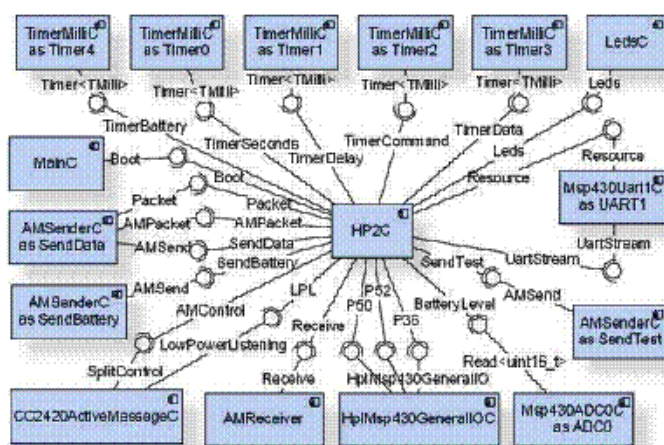 TimerMilliC
as Timer4
TimerMilliC
as Timer0
TimerMilliC
as Timer1
TimerMilliC
as Timer2
TimerMilliC
as Timer3
LedsC
Timer<TMilli>
Timer<TMilli>
Timer<TMilli>
Timer<TMilli>
Timer<TMilli>
Leds
TimerBattery
TimerSeconds
TimerDelay
TimerCommand
TimerData
Leds
Resource
Resource
MainC
Boot
Boot
Msp430Uart1C
as UART1
Packet
Packet
AMSenderC
as SendData
AMPacket
AMPacket
HP2C
AMSend
SendData
SendTest
UartStream
UartStream
SendBattery
AMSenderC
as SendBattery
AMSend
AMControl
LPL
P50
P52
P36
BatteryLevel
AMSend
AMSenderC
as SendTest
Receive
LowPowerListening
SplitControl
Receive
HplMsp430GeneralIO
Read<uint16_t>
CC2420ActiveMessageC
AMReceiver
HplMsp430GeneralIOC
Msp430ADC0C
as ADC0